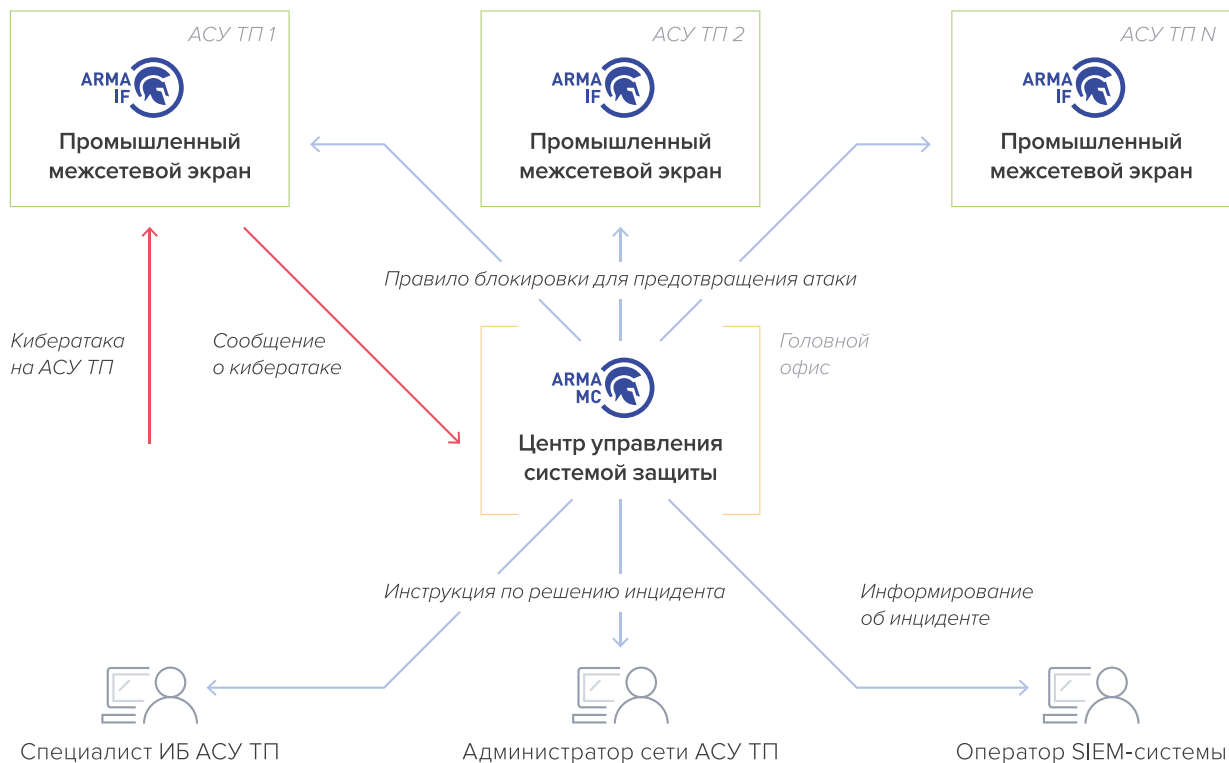 АСУ ТП 1
ARMA
IF
Промышленный
межсетевой экран
АСУ ТП 2
ARMA
IF
Промышленный
межсетевой экран
АСУ ТП N
ARMA
IF
Промышленный
межсетевой экран
Правило блокировки для предотвращения атаки
Кибератака
на АСУ ТП
Сообщение
о кибератаке
Головной
офис
ARMA
MC
Центр управления
системой защиты
Инструкция по решению инцидента
Информирование
об инциденте
Специалист ИБ АСУ ТП
Администратор сети АСУ ТП
Оператор SIEM-системы